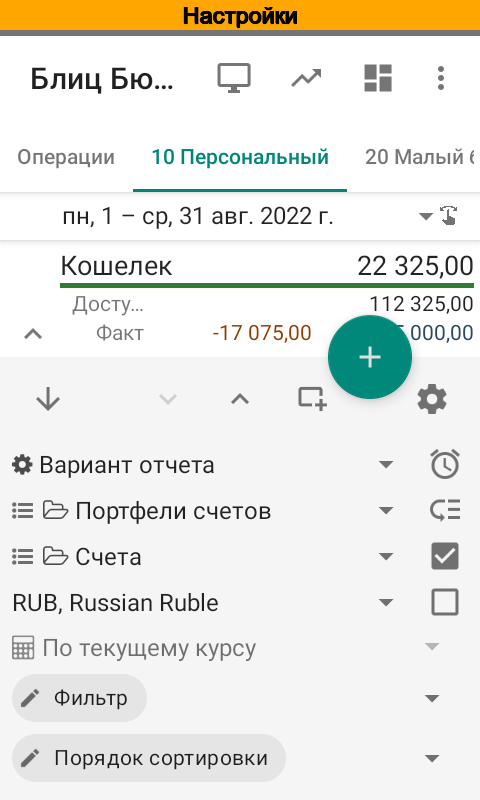 Настройки
Блиц Бю...
Операции
10 Персональный
20 Малый
пн, 1 – ср, 31 авг. 2022 г.
Кошелек 22 325,00
Досту... 112 325,00
Факт -17 075,00 000,00
Вариант отчета
Портфели счетов
Счета
RUB, Russian Ruble
По текущему курсу
Фильтр
Порядок сортировки